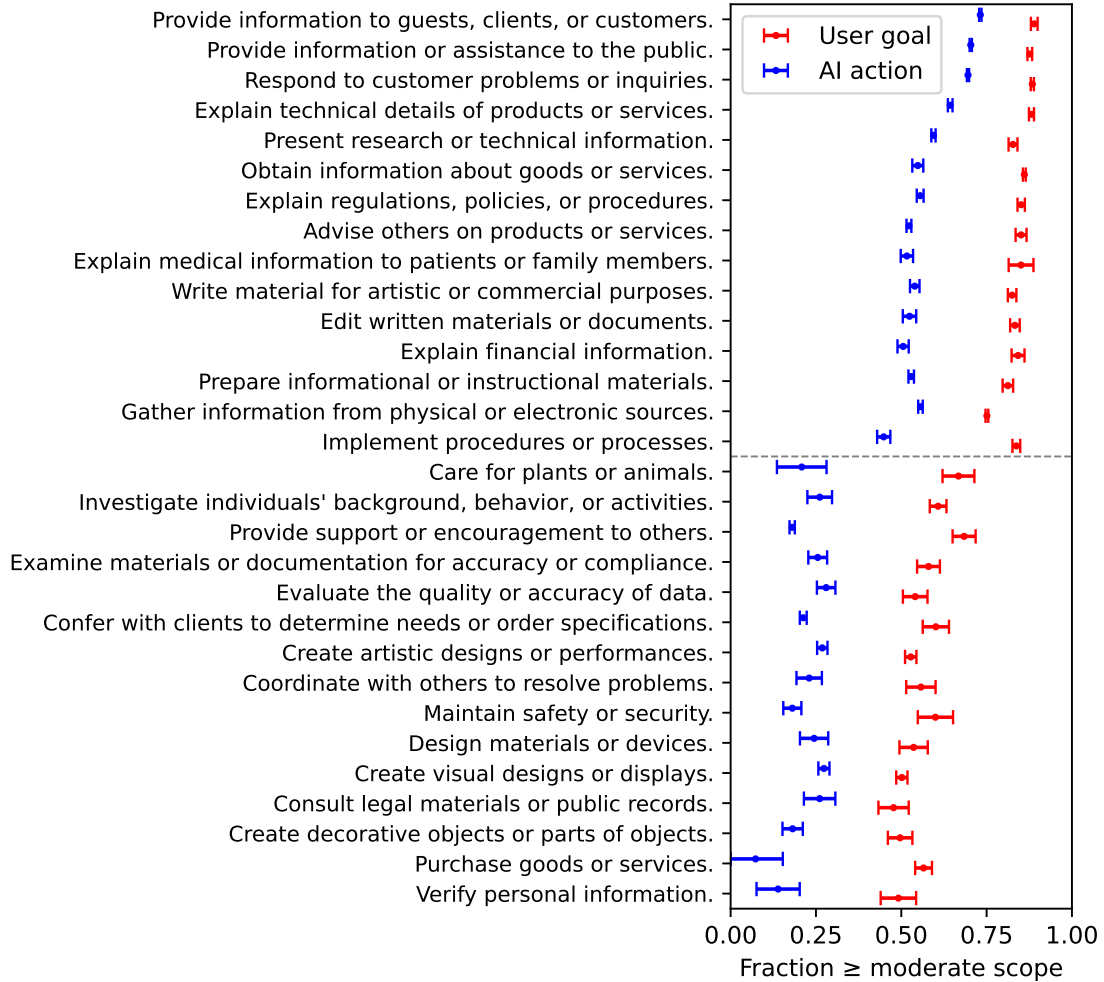 Provide information to guests, clients, or customers.
Provide information or assistance to the public.
Respond to customer problems or inquiries.
Explain technical details of products or services.
Present research or technical information.
Obtain information about goods or services.
Explain regulations, policies, or procedures.
Advise others on products or services.
Explain medical information to patients or family members.
Write material for artistic or commercial purposes.
Edit written materials or documents.
Explain financial information.
Prepare informational or instructional materials.
Gather information from physical or electronic sources.
Implement procedures or processes.
Care for plants or animals.
Investigate individuals' background, behavior, or activities.
Provide support or encouragement to others.
Examine materials or documentation for accuracy or compliance.
Evaluate the quality or accuracy of data.
Confer with clients to determine needs or order specifications.
Create artistic designs or performances.
Coordinate with others to resolve problems.
Maintain safety or security.
Design materials or devices.
Create visual designs or displays.
Consult legal materials or public records.
Create decorative objects or parts of objects.
Purchase goods or services.
Verify personal information.
User goal
AI action
0.00 0.25 0.50 0.75 1.00
Fraction ≥ moderate scope